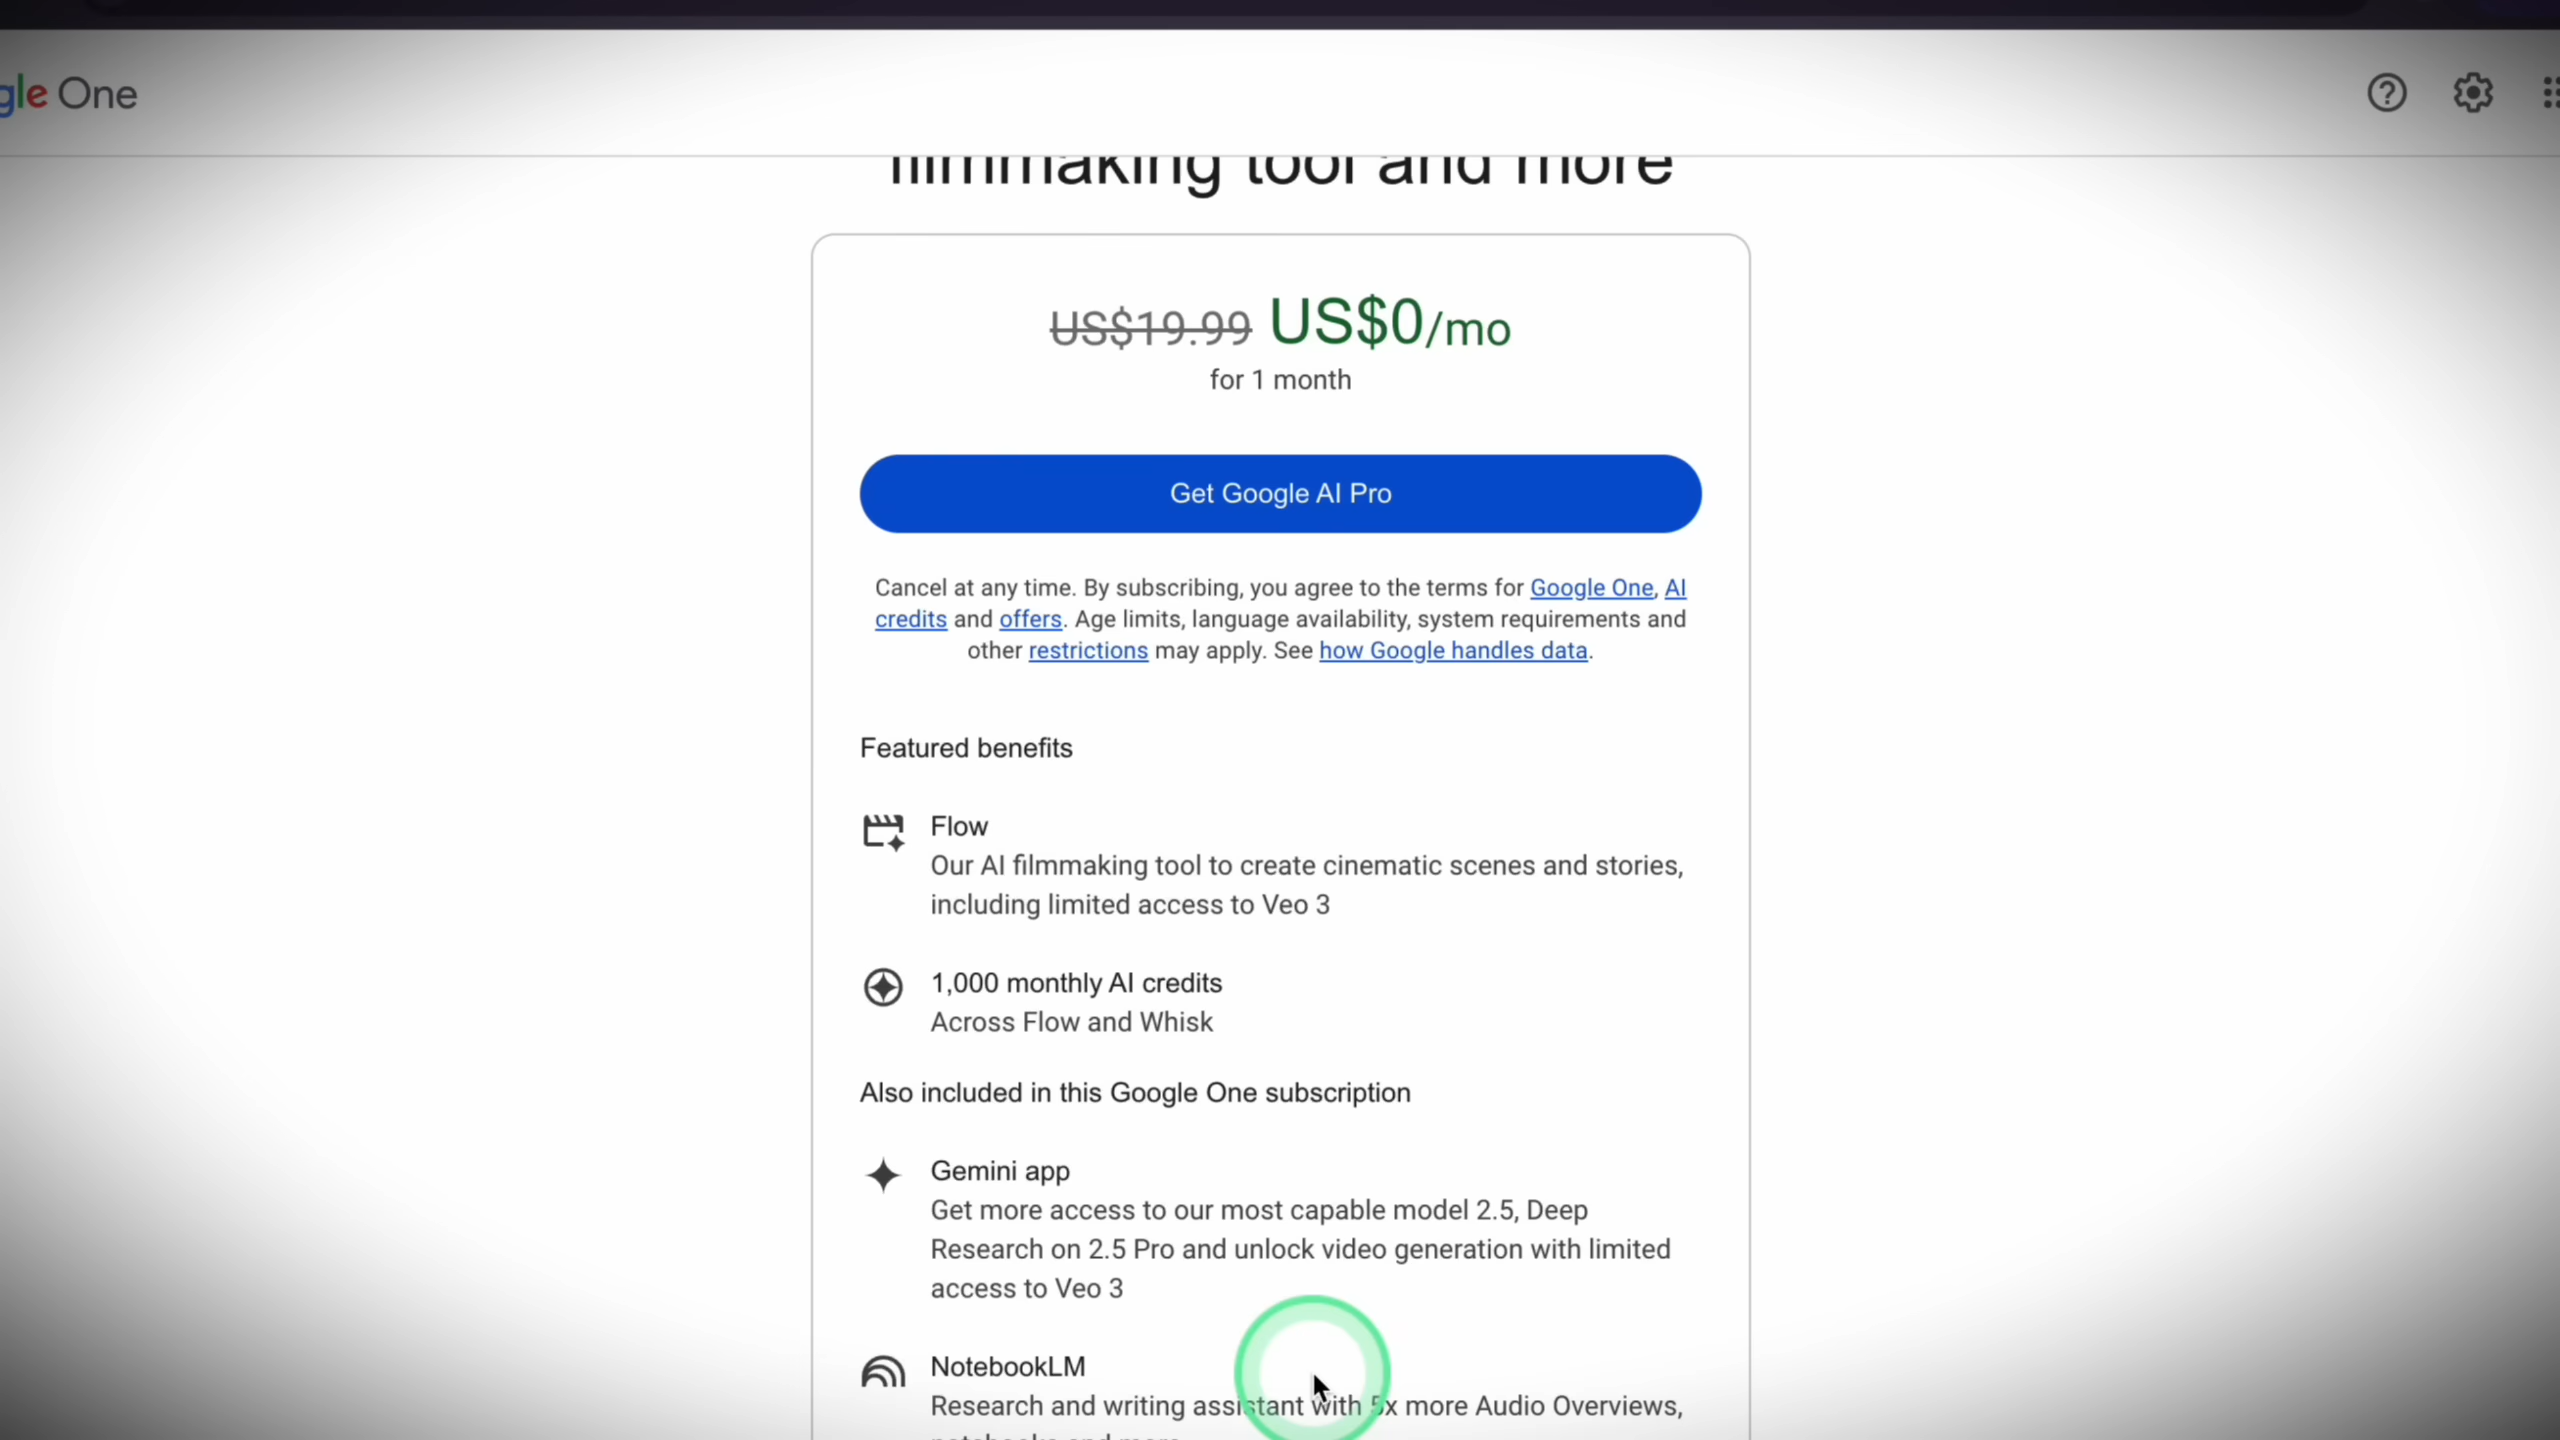 gle One
filmmaking tool and more
US$19.99 US$0/mo
for 1 month
Get Google AI Pro
Cancel at any time. By subscribing, you agree to the terms for Google One, AI
credits and offers. Age limits, language availability, system requirements and
other restrictions may apply. See how Google handles data.
Featured benefits
Flow
Our AI filmmaking tool to create cinematic scenes and stories,
including limited access to Veo 3
1,000 monthly AI credits
Across Flow and Whisk
Also included in this Google One subscription
Gemini app
Get more access to our most capable model 2.5, Deep
Research on 2.5 Pro and unlock video generation with limited
access to Veo 3
NotebookLM
Research and writing assistant with 5x more Audio Overviews,